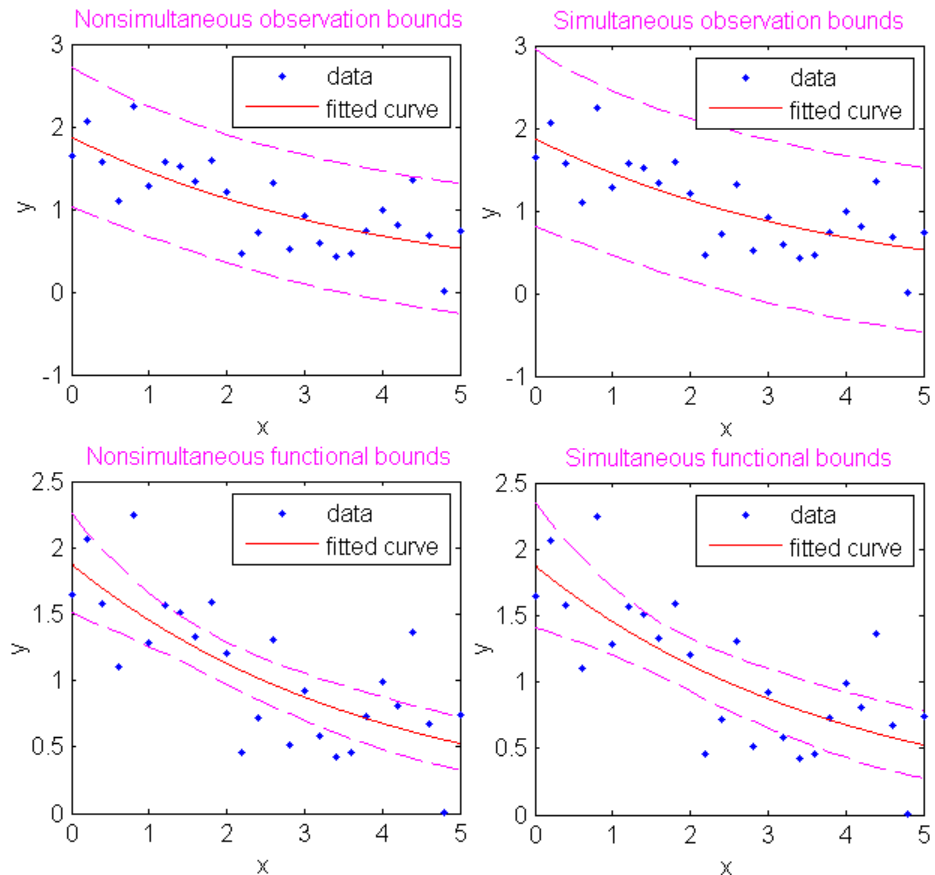 Nonsimultaneous observation bounds
3
2
1
0
-1
y
data
fitted curve
0 1 2 3 4 5
x
Simultaneous observation bounds
3
2
1
0
-1
y
data
fitted curve
0 1 2 3 4 5
x
Nonsimultaneous functional bounds
2.5
2
1.5
1
0.5
0
y
data
fitted curve
0 1 2 3 4 5
x
Simultaneous functional bounds
2.5
2
1.5
1
0.5
0
y
data
fitted curve
0 1 2 3 4 5
x